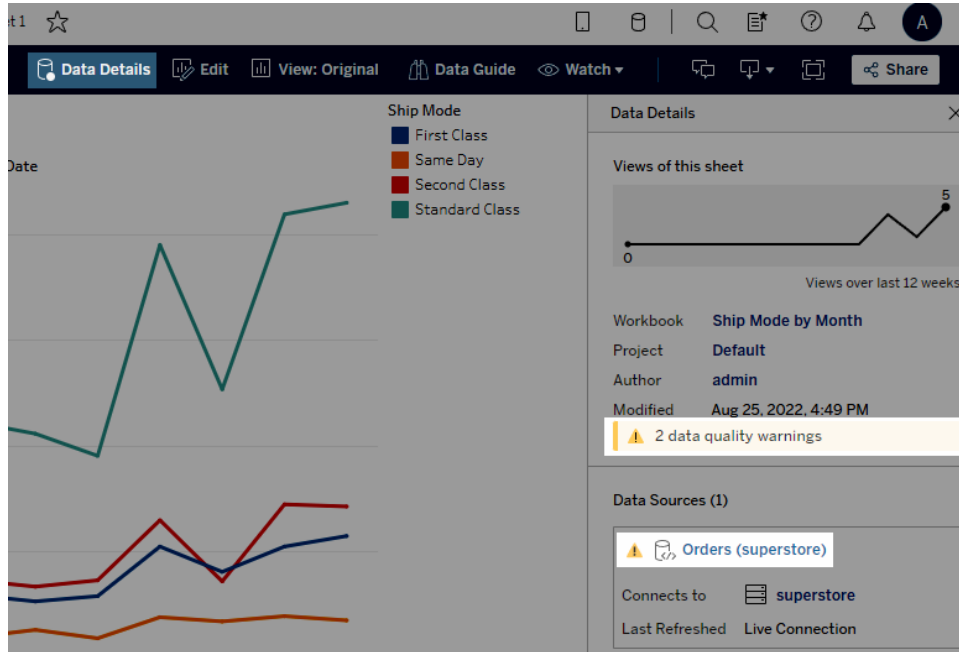 et 1
A
Data Details
Edit
View: Original
Data Guide
Watch
Share
Date
Ship Mode
First Class
Same Day
Second Class
Standard Class
Data Details
Views of this sheet
5
0
Views over last 12 weeks
Workbook Ship Mode by Month
Project Default
Author admin
Modified Aug 25, 2022, 4:49 PM
2 data quality warnings
Data Sources (1)
Orders (superstore)
Connects to superstore
Last Refreshed Live Connection